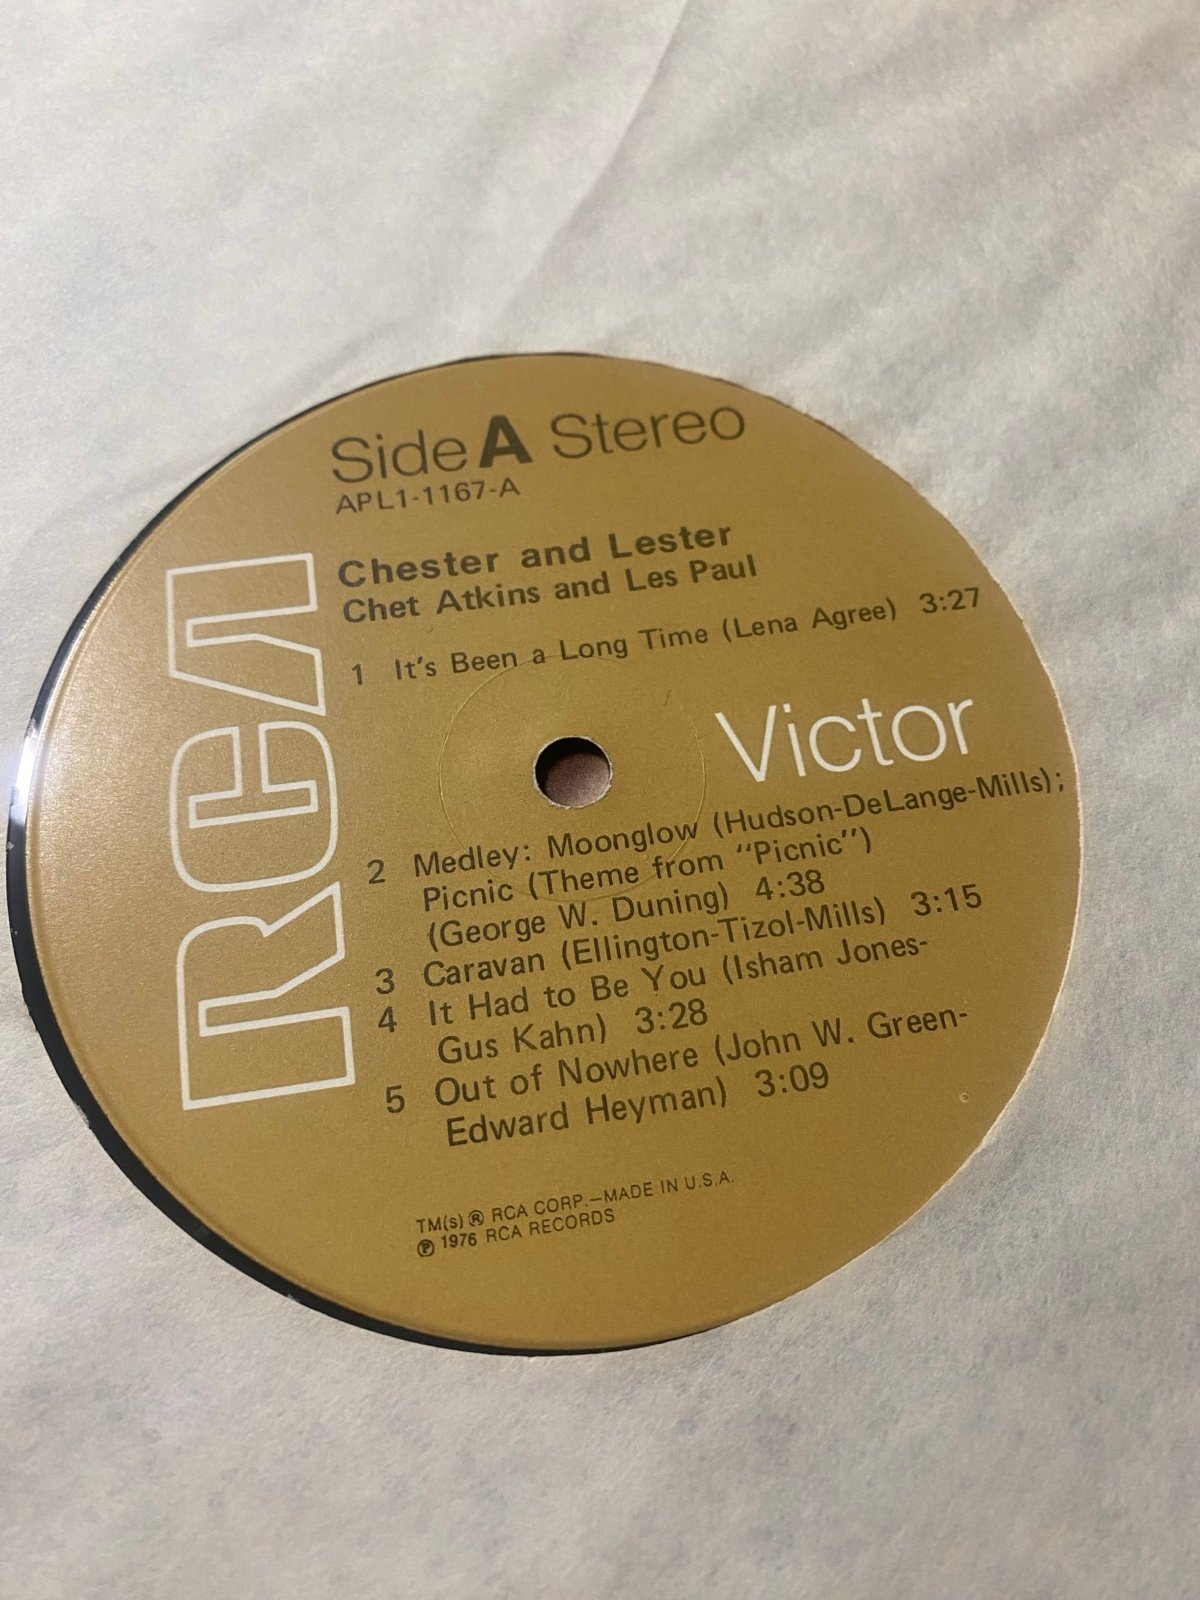 Side A Stereo
APL1-1167-A
RCA
Chester and Lester
Chet Atkins and Les Paul
1 It's Been a Long Time (Lena Agree) 3:27
Victor
2 Medley: Moonglow (Hudson-DeLange-Mills);
Picnic (Theme from "Picnic")
(George W. Duning) 4:38
3 Caravan (Ellington-Tizol-Mills) 3:15
4 It Had to Be You (Isham Jones-
Gus Kahn) 3:28
5 Out of Nowhere (John W. Green-
Edward Heyman) 3:09
TM(s) ® RCA CORP.—MADE IN U.S.A.
℗ 1976 RCA RECORDS